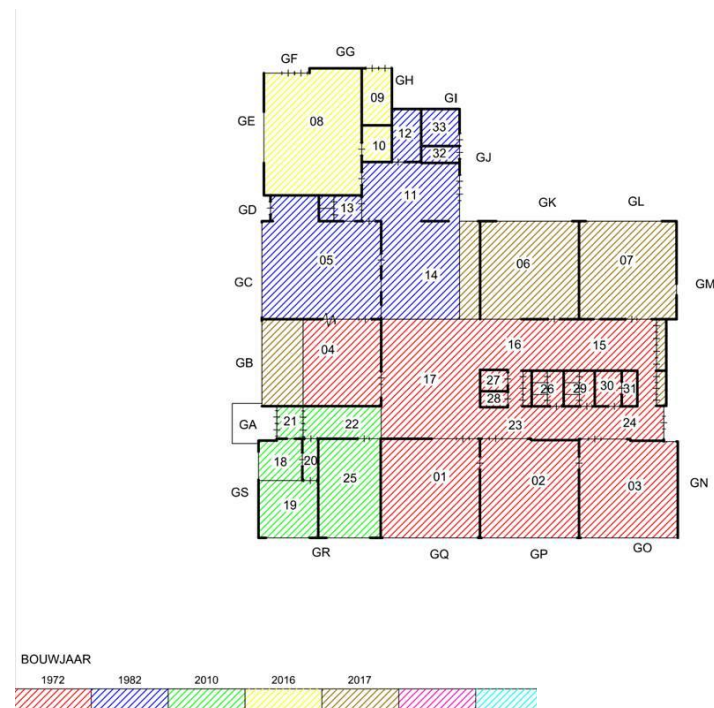 GF GG
GH
GI
GE 08 09
33
12
10 32
GJ
11
GD 13
GK GL
05 06 07
14
GC GM
04 16 15
GB
17 27 26 29 30 31
28
GA 21 22 23 24
18 20
25 01 02 03
GS 19 GN
GR GQ GP GO
BOUWJAAR
1972 1982 2010 2016 2017